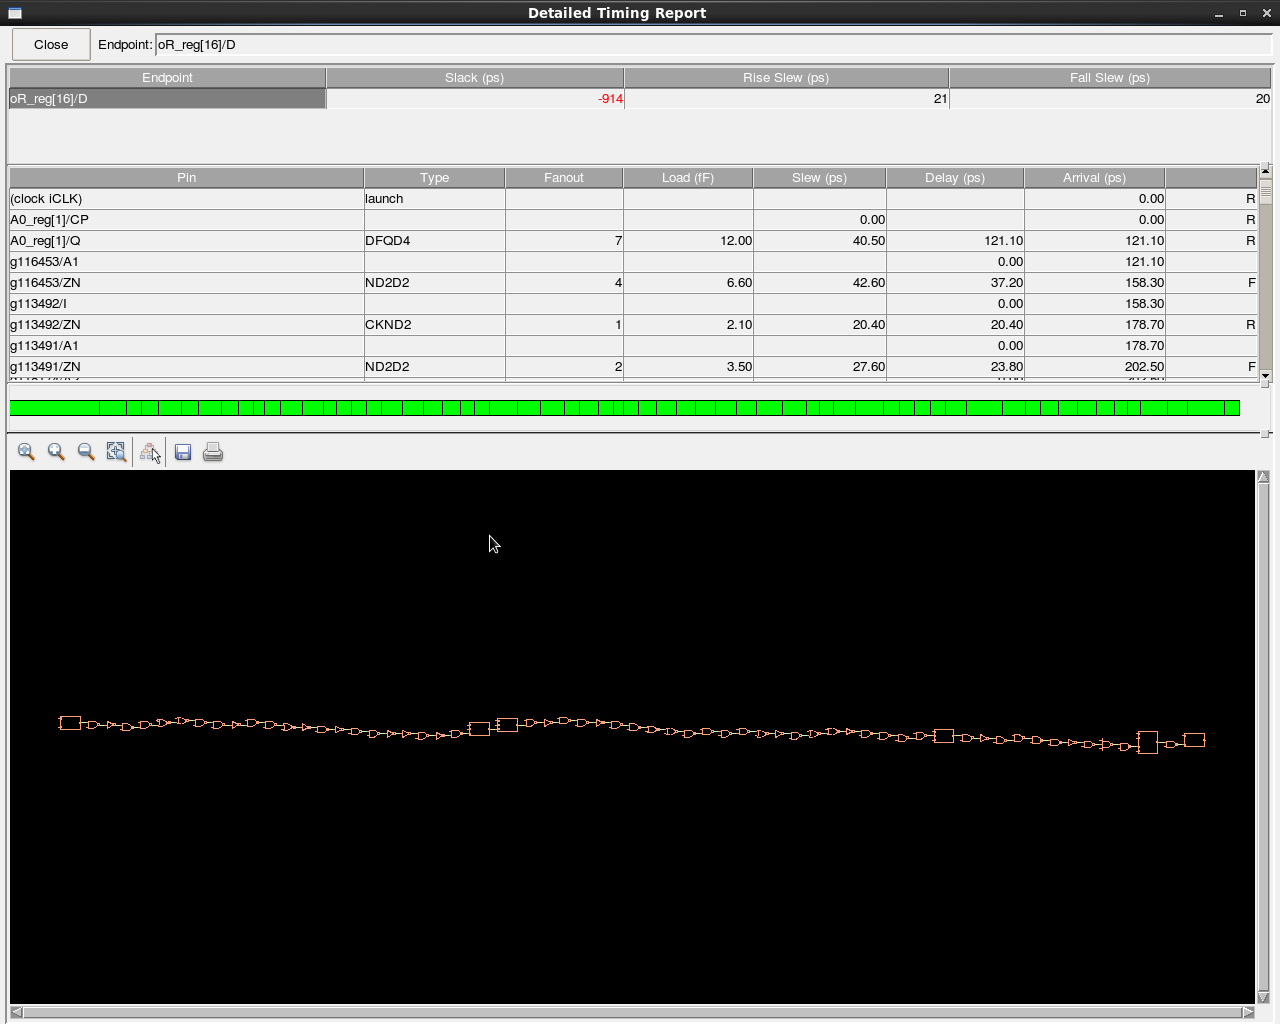 Detailed Timing Report
Close Endpoint: oR_reg[16]/D
Endpoint Slack (ps) Rise Slew (ps) Fall Slew (ps)
oR_reg[16]/D -914 21 20
Pin Type Fanout Load (fF) Slew (ps) Delay (ps) Arrival (ps)
(clock iCLK) launch 0.00 R
A0_reg[1]/CP 0.00 0.00 R
A0_reg[1]/Q DFQD4 7 12.00 40.50 121.10 121.10 R
g116453/A1 0.00 121.10
g116453/ZN ND2D2 4 6.60 42.60 37.20 158.30 F
g113492/I 0.00 158.30
g113492/ZN CKND2 1 2.10 20.40 20.40 178.70 R
g113491/A1 0.00 178.70
g113491/ZN ND2D2 2 3.50 27.60 23.80 202.50 F